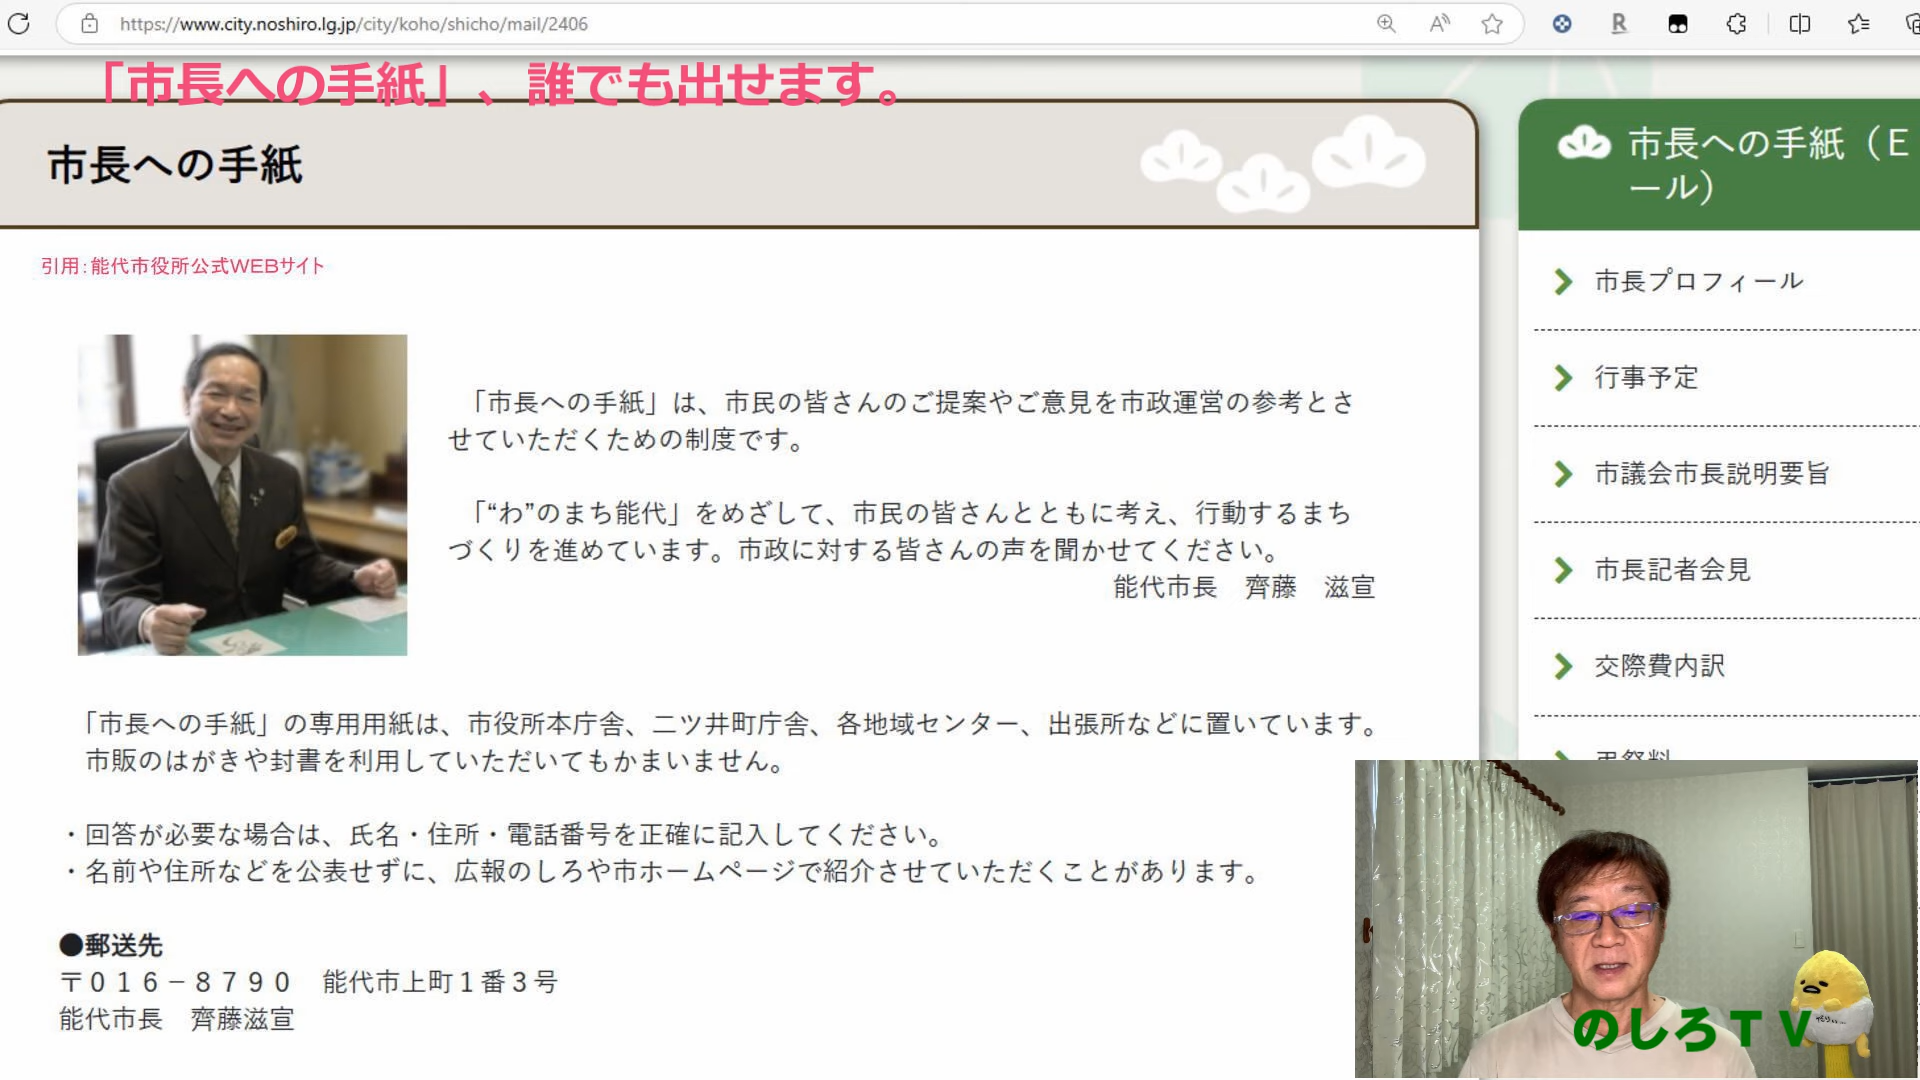 https://www.city.noshiro.lg.jp/city/koho/shicho/mail/2406
「市長への手紙」、誰でも出せます。
市長への手紙
引用：能代市役所公式WEBサイト
「市長への手紙」は、市民の皆さんのご提案やご意見を市政運営の参考とさ
せていただくための制度です。
「“わ”のまち能代」をめざして、市民の皆さんとともに考え、行動するまち
づくりを進めています。市政に対する皆さんの声を聞かせてください。
能代市長　齊藤　滋宣
「市長への手紙」の専用用紙は、市役所本庁舎、二ツ井町庁舎、各地域センター、出張所などに置いています。
市販のはがきや封書を利用していただいてもかまいません。
・回答が必要な場合は、氏名・住所・電話番号を正確に記入してください。
・名前や住所などを公表せずに、広報のしろや市ホームページで紹介させていただくことがあります。
●郵送先
〒０１６－８７９０　能代市上町１番３号
能代市長　齊藤滋宣
市長への手紙（Ｅ
ール）
市長プロフィール
行事予定
市議会市長説明要旨
市長記者会見
交際費内訳
のしろＴＶ